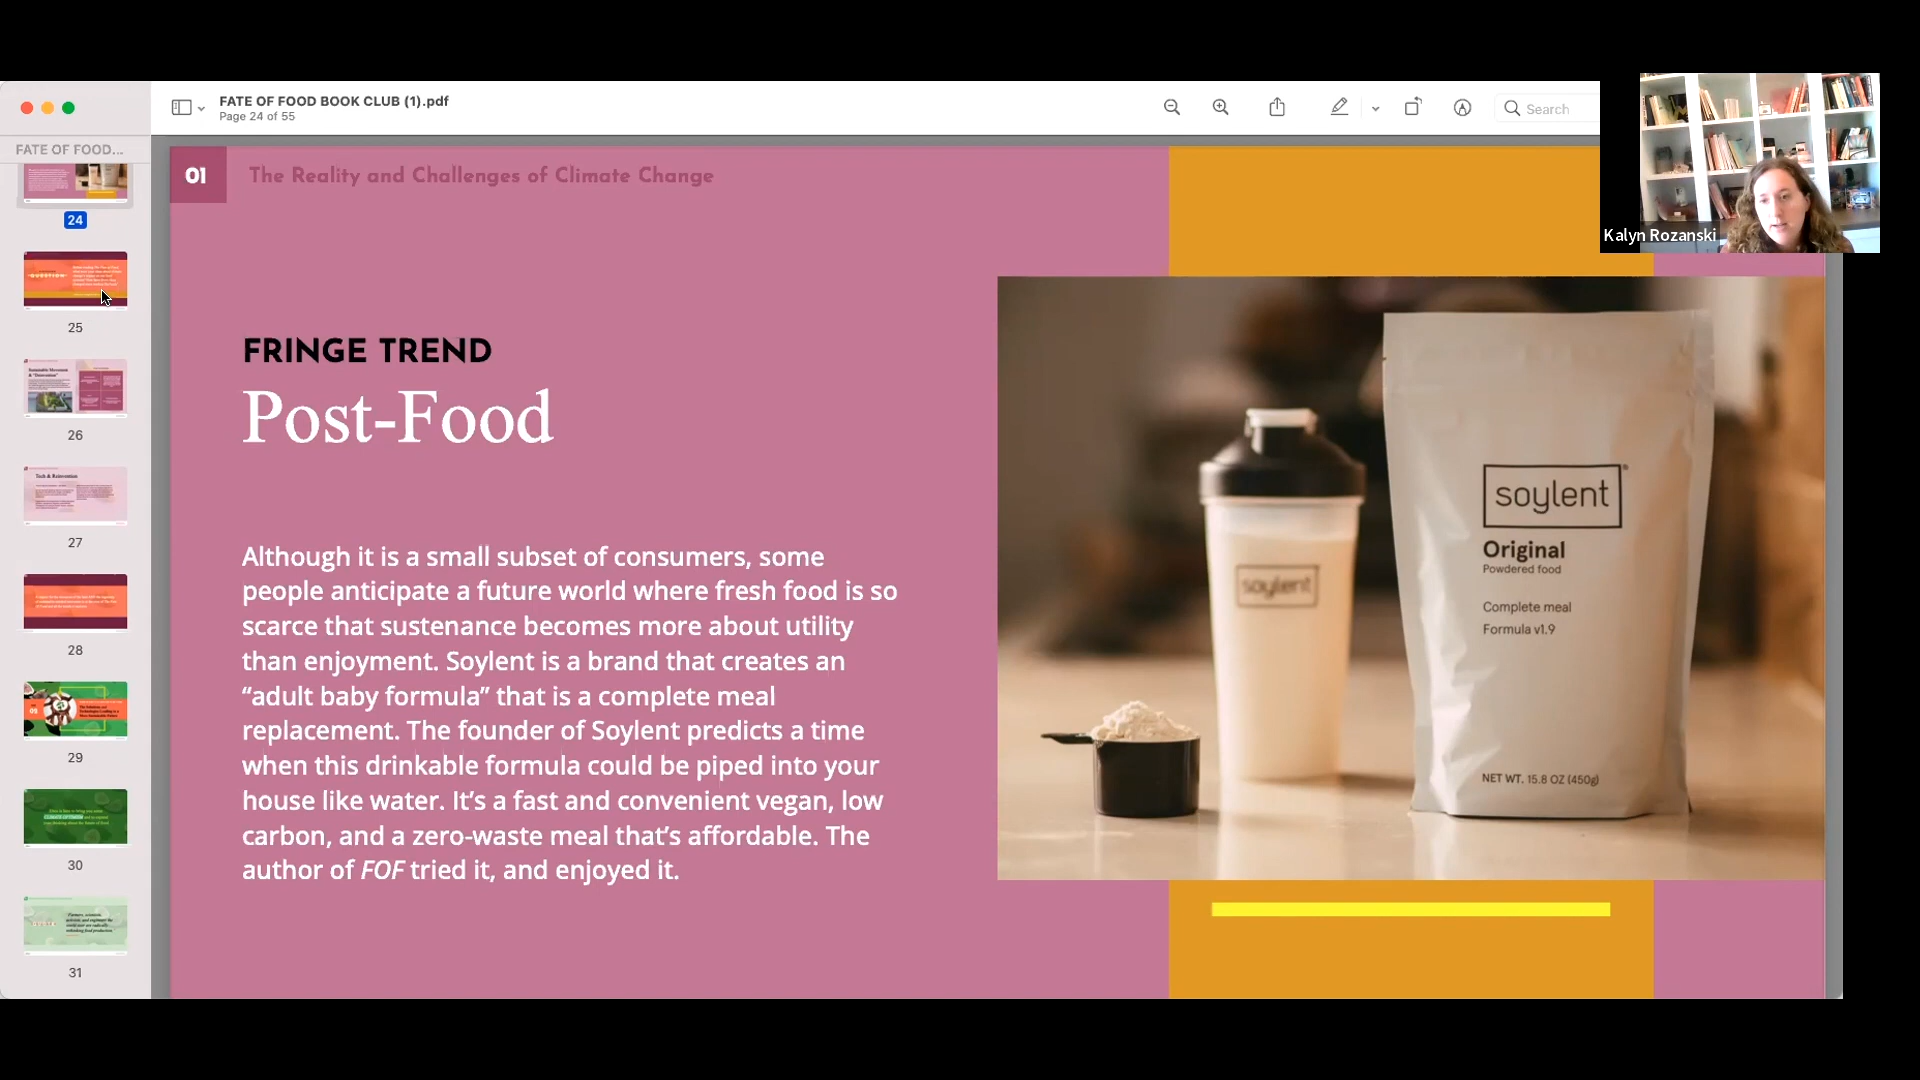 FATE OF FOOD BOOK CLUB (1).pdf
Page 24 of 55
Search
Kalyn Rozanski
FATE OF FOOD...
24
25
26
27
28
29
30
31
QUESTION
Tech & Reinvention
01
The Reality and Challenges of Climate Change
FRINGE TREND
Post-Food
Although it is a small subset of consumers, some
people anticipate a future world where fresh food is so
scarce that sustenance becomes more about utility
than enjoyment. Soylent is a brand that creates an
“adult baby formula” that is a complete meal
replacement. The founder of Soylent predicts a time
when this drinkable formula could be piped into your
house like water. It’s a fast and convenient vegan, low
carbon, and a zero-waste meal that’s affordable. The
author of FOF tried it, and enjoyed it.
soylent
soylent®
Original
Powdered food
Complete meal
Formula v1.9
NET WT. 15.8 OZ (450g)